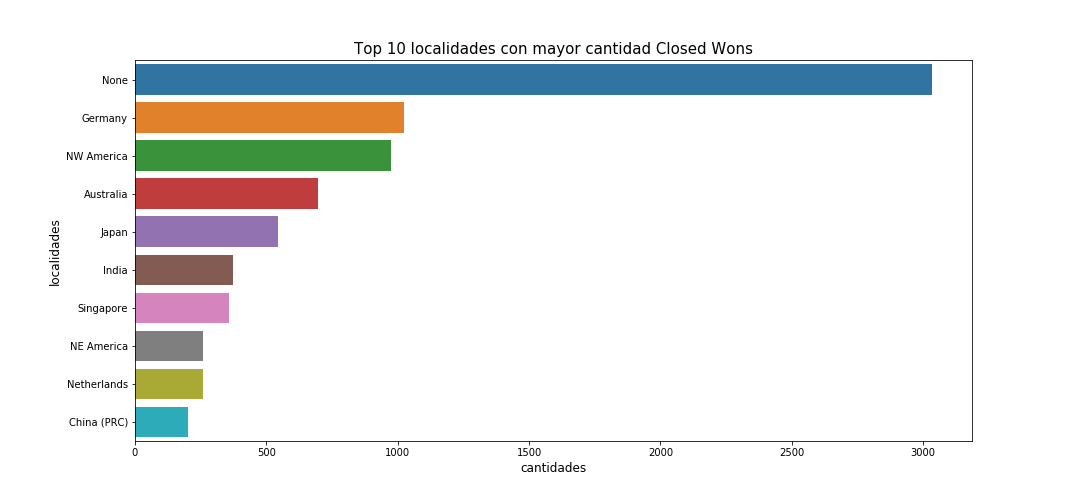 Top 10 localidades con mayor cantidad Closed Wons
None
Germany
NW America
Australia
Japan
India
Singapore
NE America
Netherlands
China (PRC)
localidades
0 500 1000 1500 2000 2500 3000
cantidades